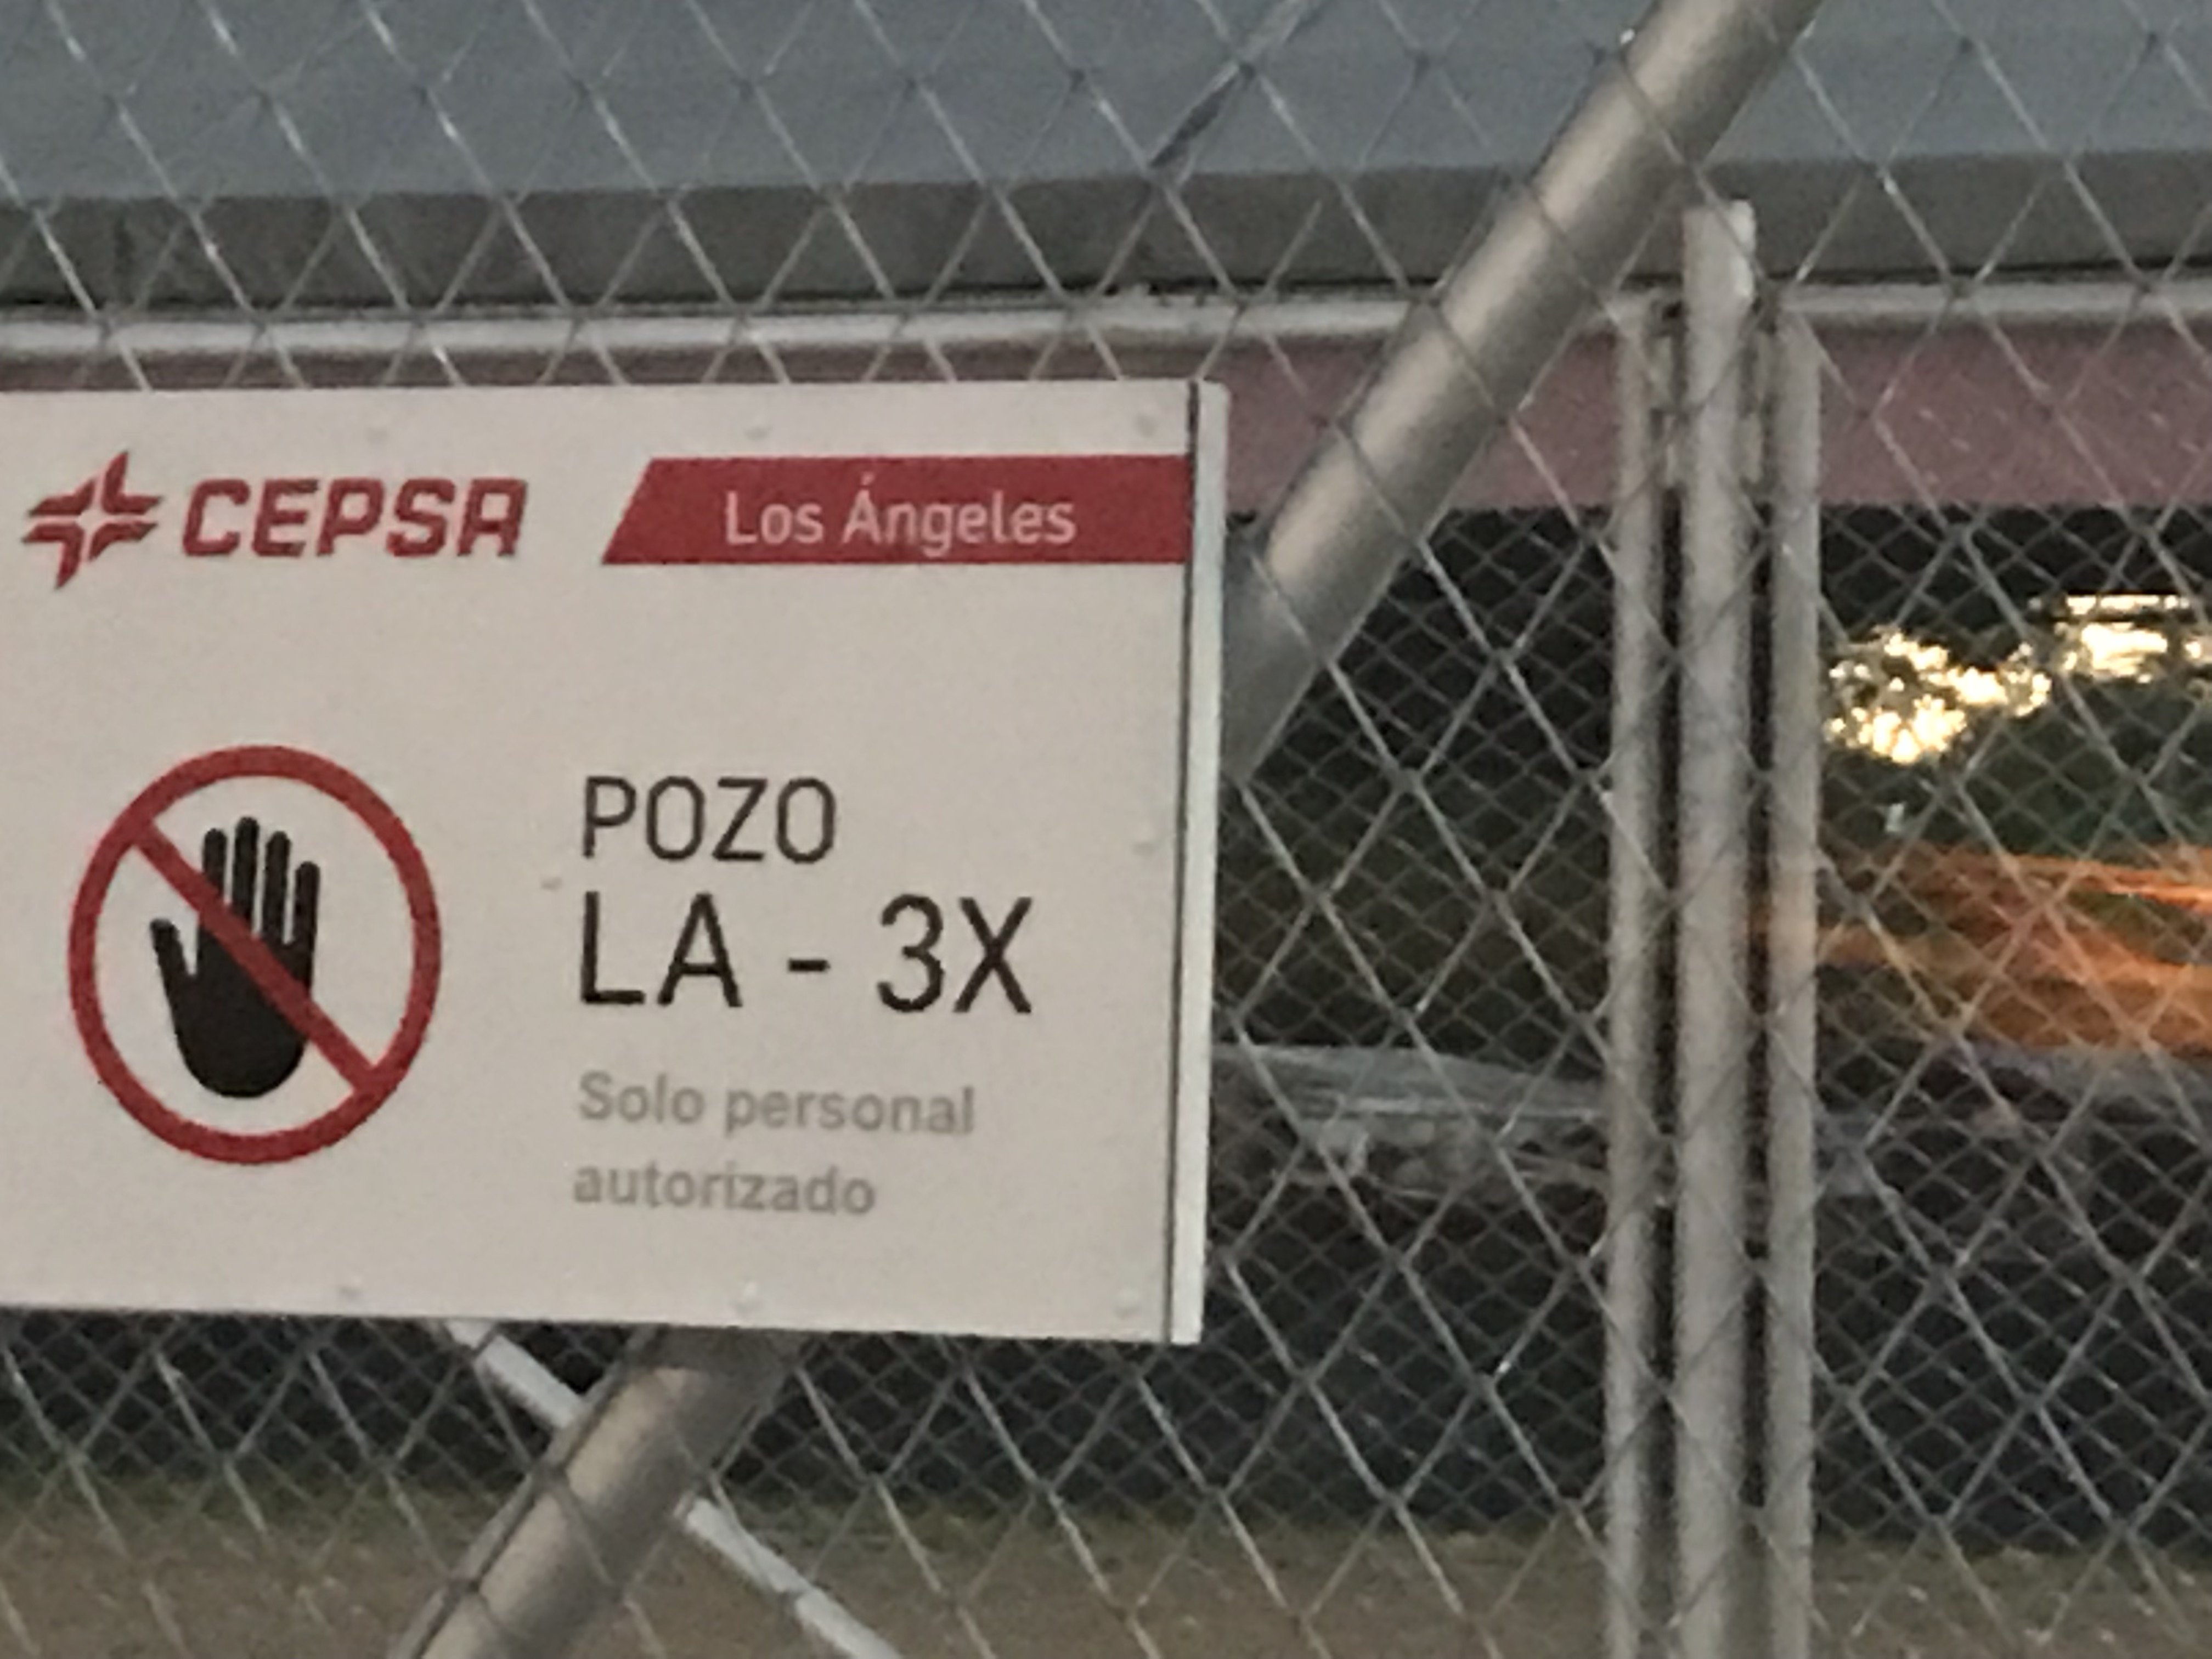 CEPSA
Los Ángeles
POZO
LA - 3X
Solo personal
autorizado